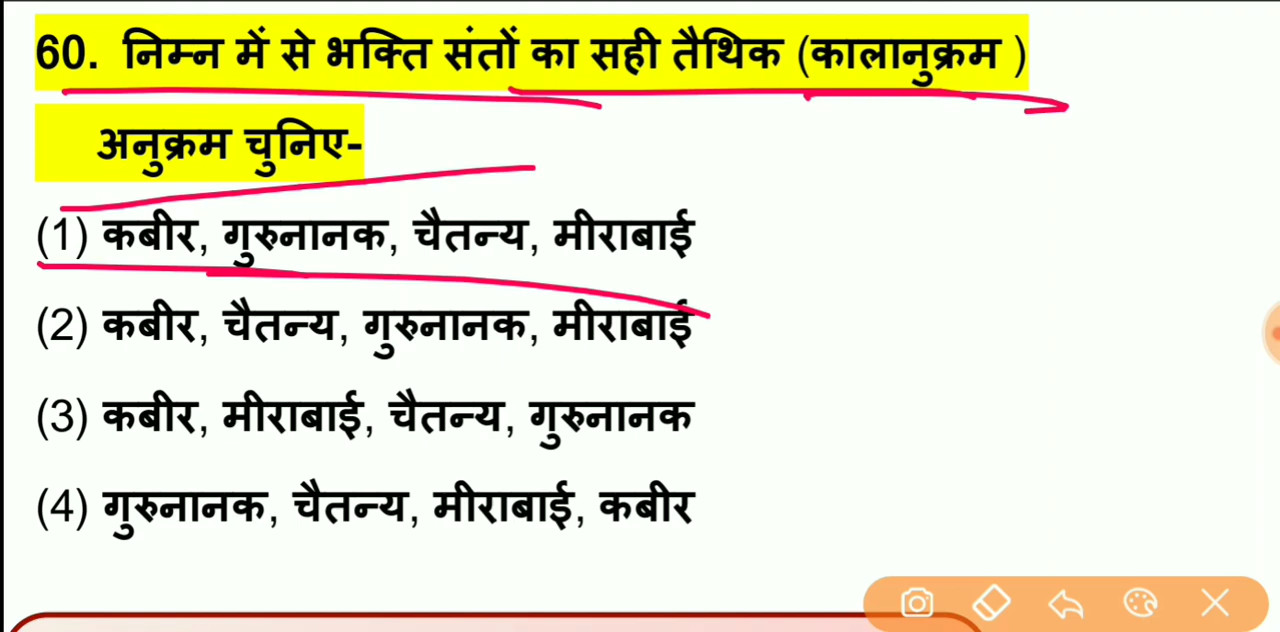 60. निम्न में से भक्ति संतों का सही तैथिक (कालानुक्रम )
अनुक्रम चुनिए-
(1) कबीर, गुरुनानक, चैतन्य, मीराबाई
(2) कबीर, चैतन्य, गुरुनानक, मीराबाई
(3) कबीर, मीराबाई, चैतन्य, गुरुनानक
(4) गुरुनानक, चैतन्य, मीराबाई, कबीर